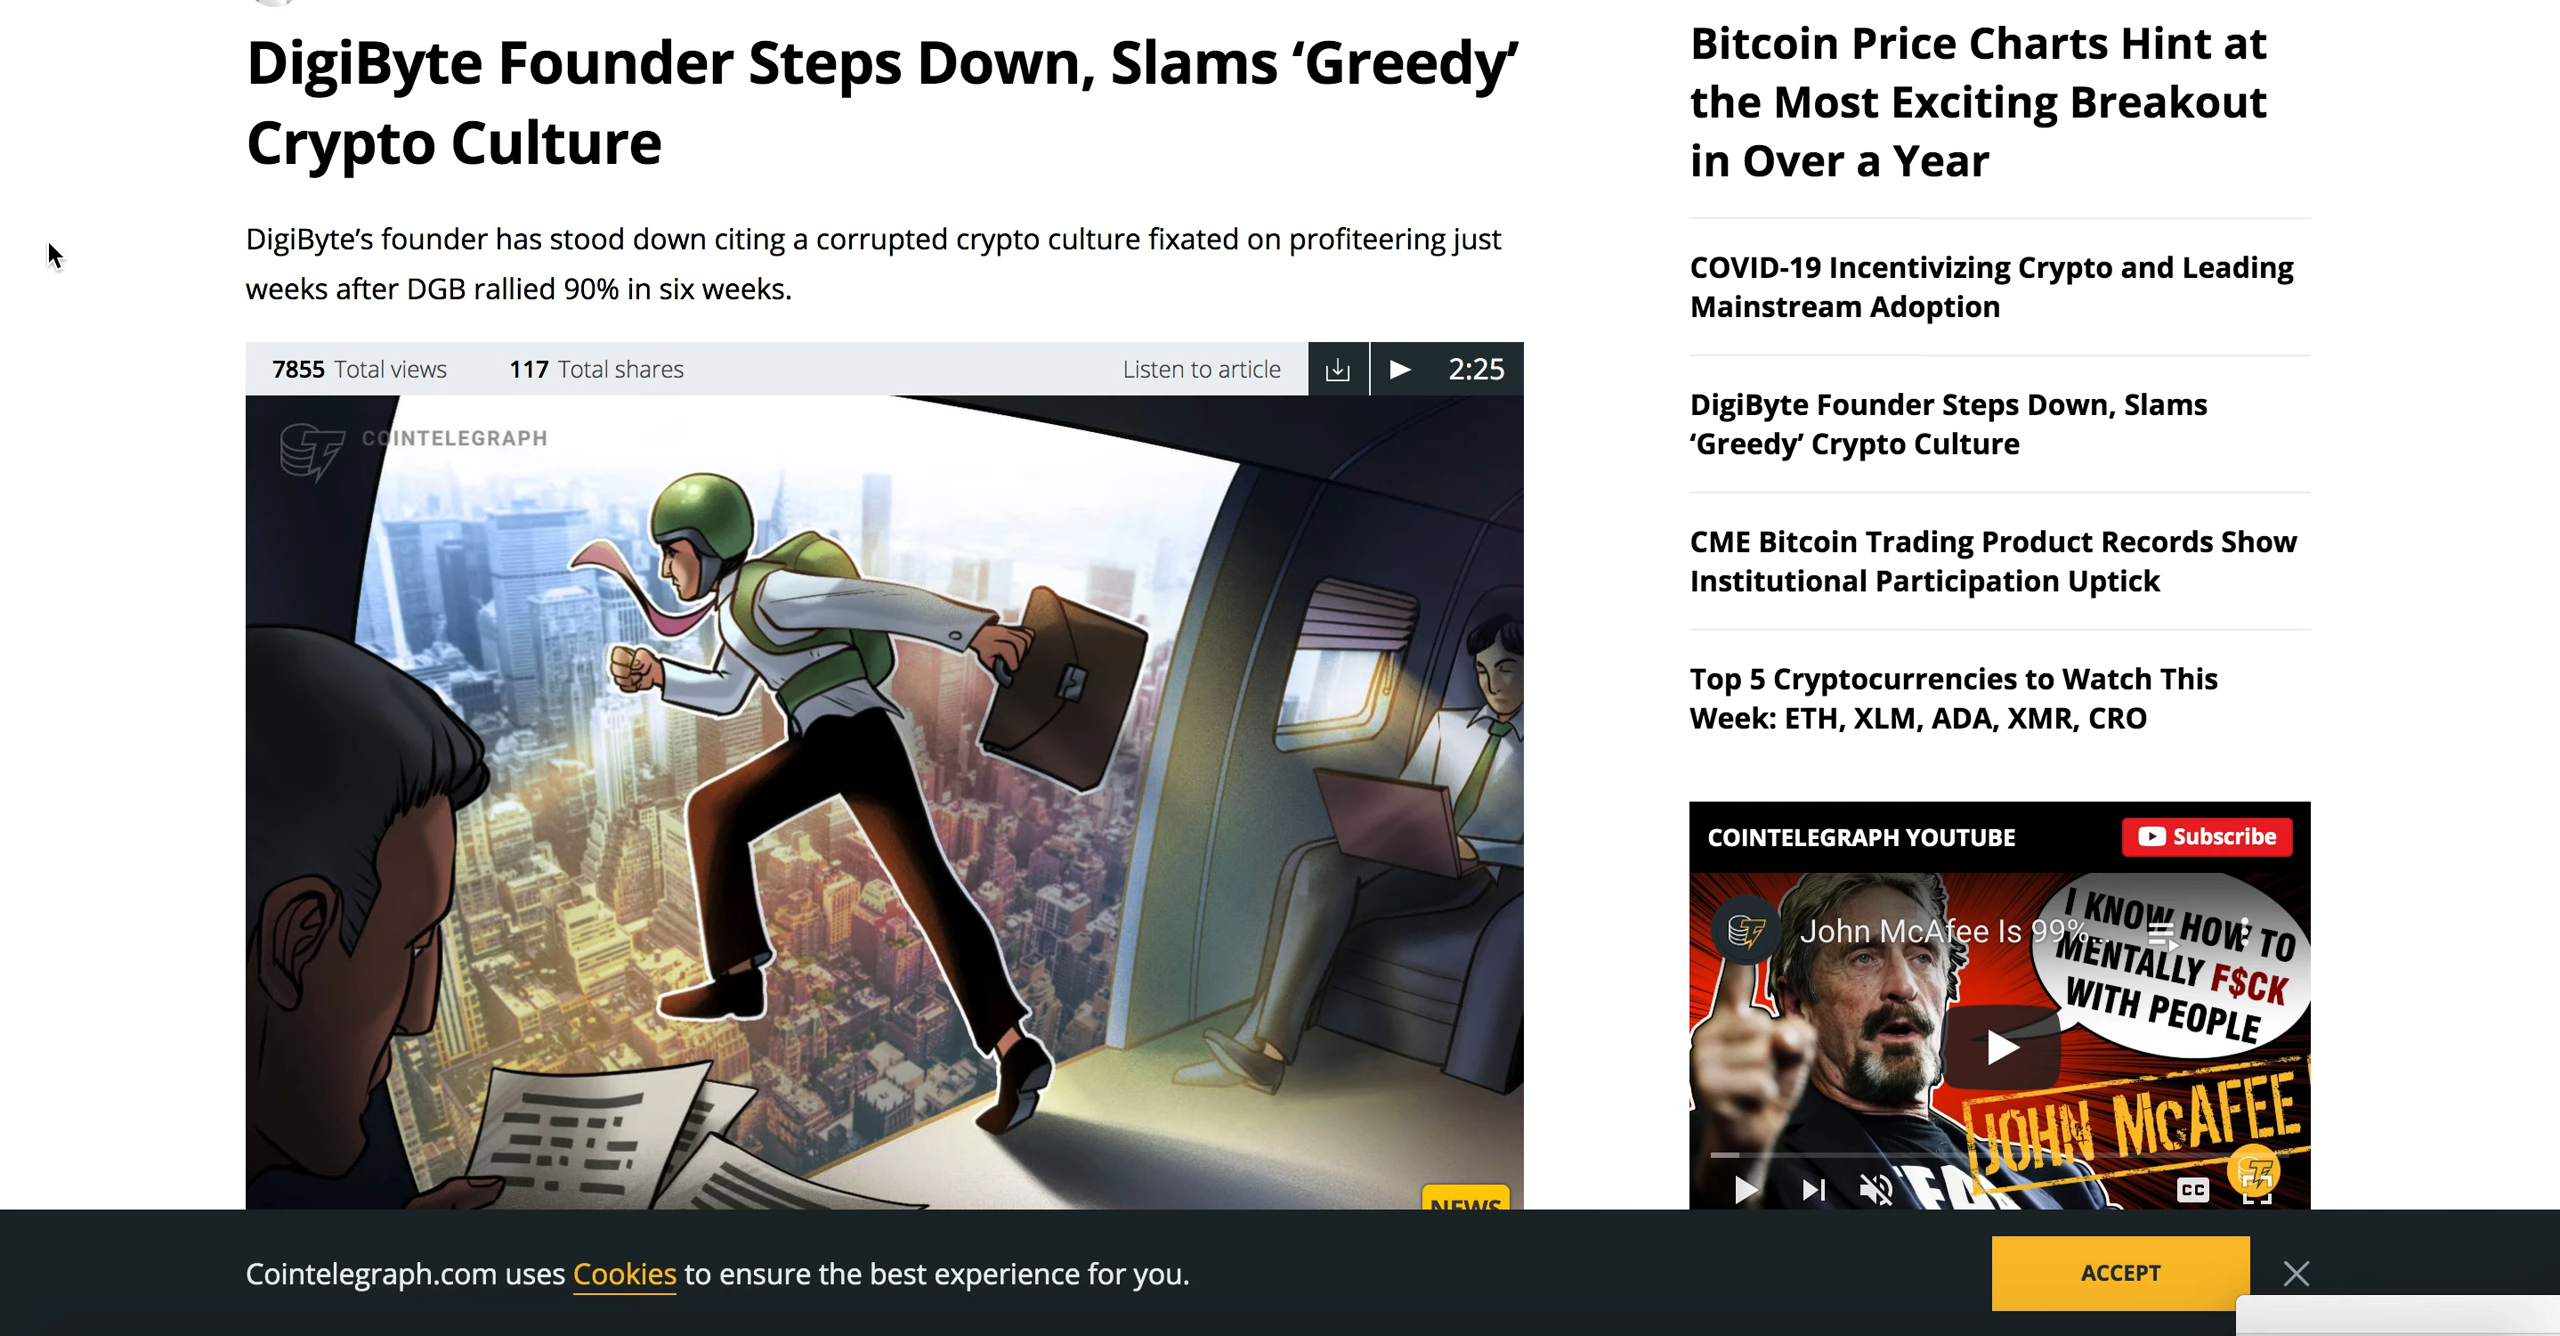 DigiByte Founder Steps Down, Slams ‘Greedy’
Crypto Culture
DigiByte’s founder has stood down citing a corrupted crypto culture fixated on profiteering just
weeks after DGB rallied 90% in six weeks.
7855 Total views 117 Total shares Listen to article 2:25
COINTELEGRAPH
NEWS
Bitcoin Price Charts Hint at
the Most Exciting Breakout
in Over a Year
COVID-19 Incentivizing Crypto and Leading
Mainstream Adoption
DigiByte Founder Steps Down, Slams
‘Greedy’ Crypto Culture
CME Bitcoin Trading Product Records Show
Institutional Participation Uptick
Top 5 Cryptocurrencies to Watch This
Week: ETH, XLM, ADA, XMR, CRO
COINTELEGRAPH YOUTUBE Subscribe
John McAfee Is 99%...
I KNOW HOW TO
MENTALLY F$CK
WITH PEOPLE
JOHN McAFEE
CC
Cointelegraph.com uses Cookies to ensure the best experience for you.
ACCEPT